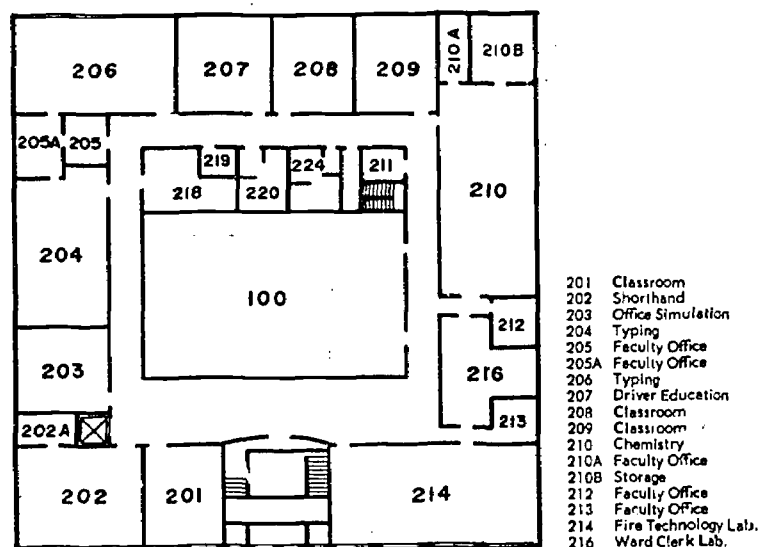 206
207
208
209
210A
210B
205A
205
219
224
211
218
220
210
204
100
212
203
216
202A
213
202
201
214
201 Classroom
202 Shorthand
203 Office Simulation
204 Typing
205 Faculty Office
205A Faculty Office
206 Typing
207 Driver Education
208 Classroom
209 Classroom
210 Chemistry
210A Faculty Office
210B Storage
212 Faculty Office
213 Faculty Office
214 Fire Technology Lab.
216 Ward Clerk Lab.